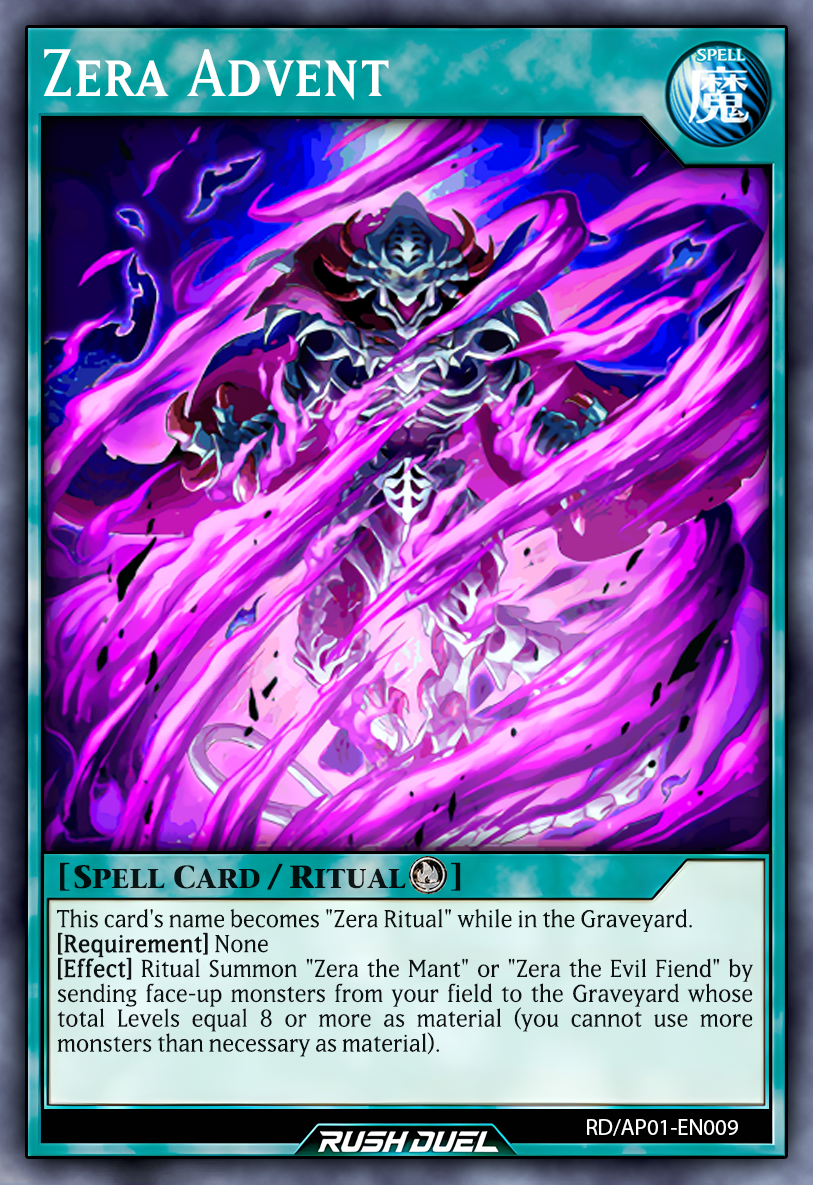 Zera Advent
SPELL
魔
[Spell Card / Ritual]
This card's name becomes "Zera Ritual" while in the Graveyard.
[Requirement] None
[Effect] Ritual Summon "Zera the Mant" or "Zera the Evil Fiend" by
sending face-up monsters from your field to the Graveyard whose
total Levels equal 8 or more as material (you cannot use more
monsters than necessary as material).
RD/AP01-EN009
RUSH DUEL